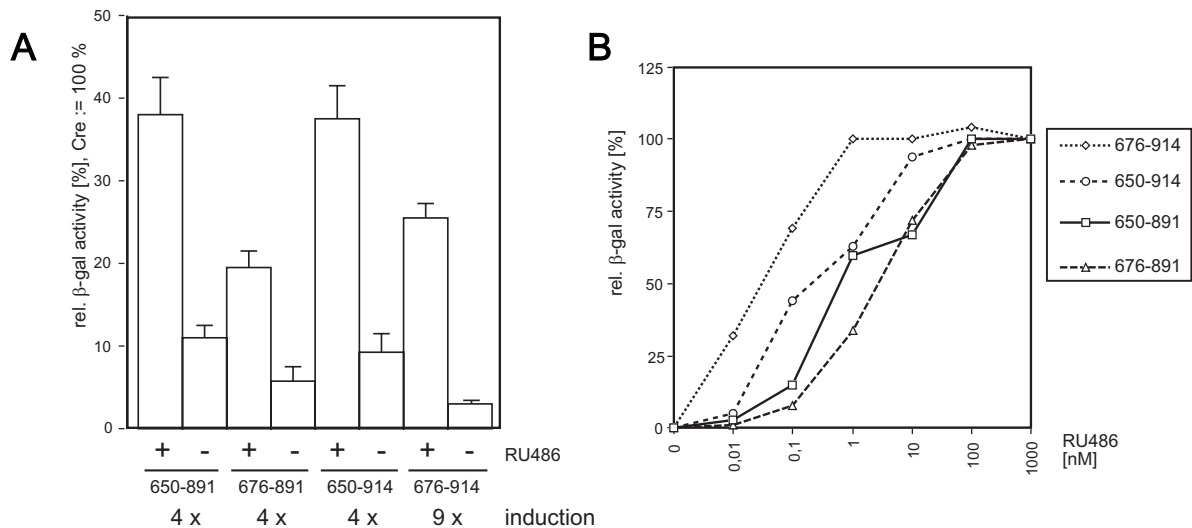 A
rel. β-gal activity [%], Cre := 100 %
50
40
30
20
10
0
+ - + - + - + - RU486
650-891 676-891 650-914 676-914
4 x 4 x 4 x 9 x induction
B
rel. β-gal activity [%]
125
100
75
50
25
0
0 0,01 0,1 1 10 100 1000
RU486
[nM]
676-914
650-914
650-891
676-891